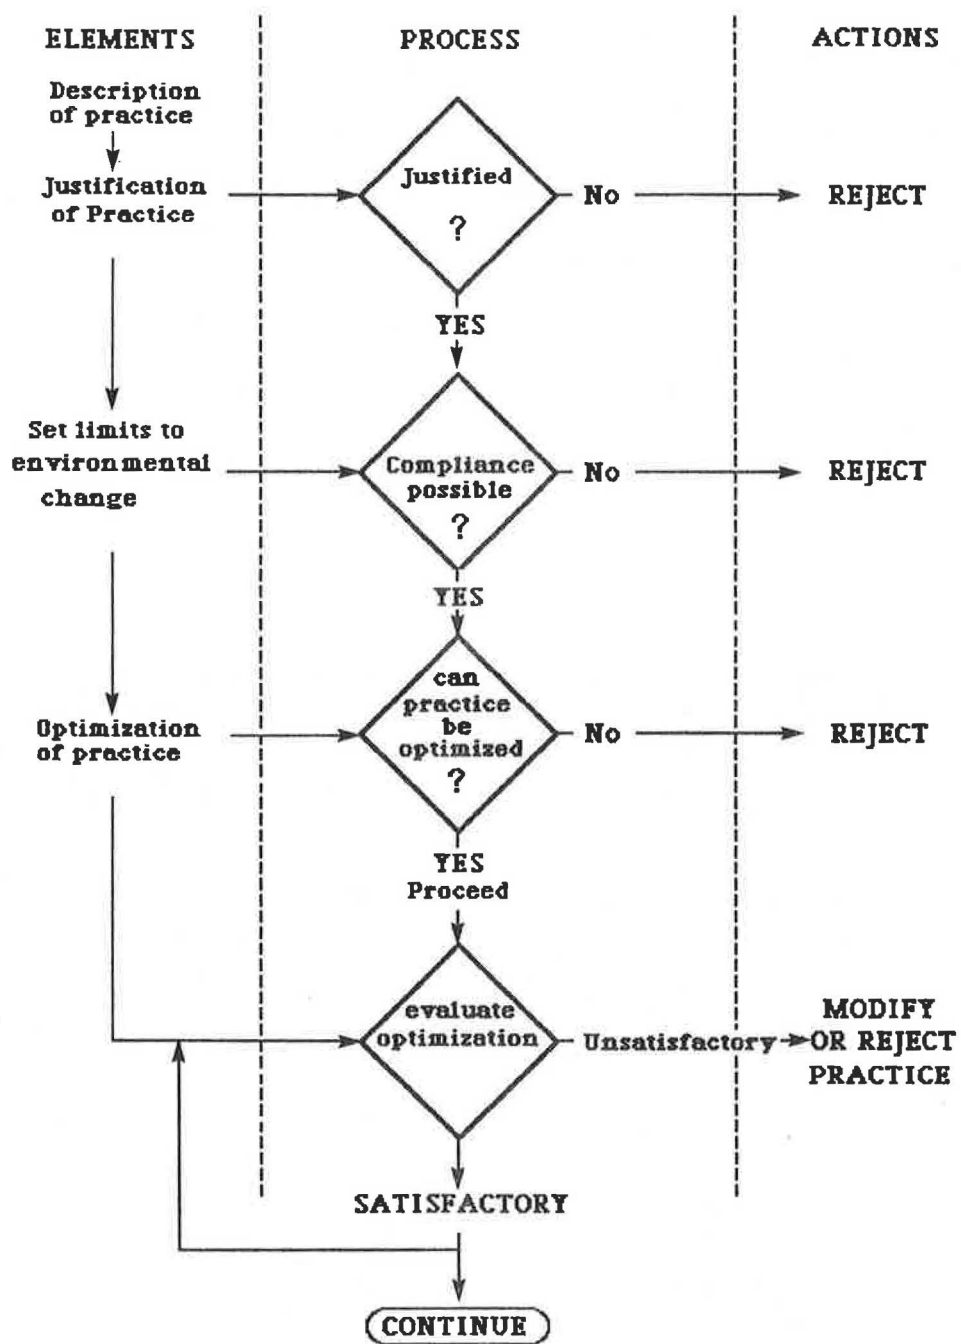 ELEMENTS
PROCESS
ACTIONS
Description
of practice
Justification
of Practice
Justified
?
No
REJECT
YES
Set limits to
environmental
change
Compliance
possible
?
No
REJECT
YES
Optimization
of practice
can
practice
be
optimized
?
No
REJECT
YES
Proceed
evaluate
optimization
Unsatisfactory
MODIFY
OR REJECT
PRACTICE
SATISFACTORY
CONTINUE